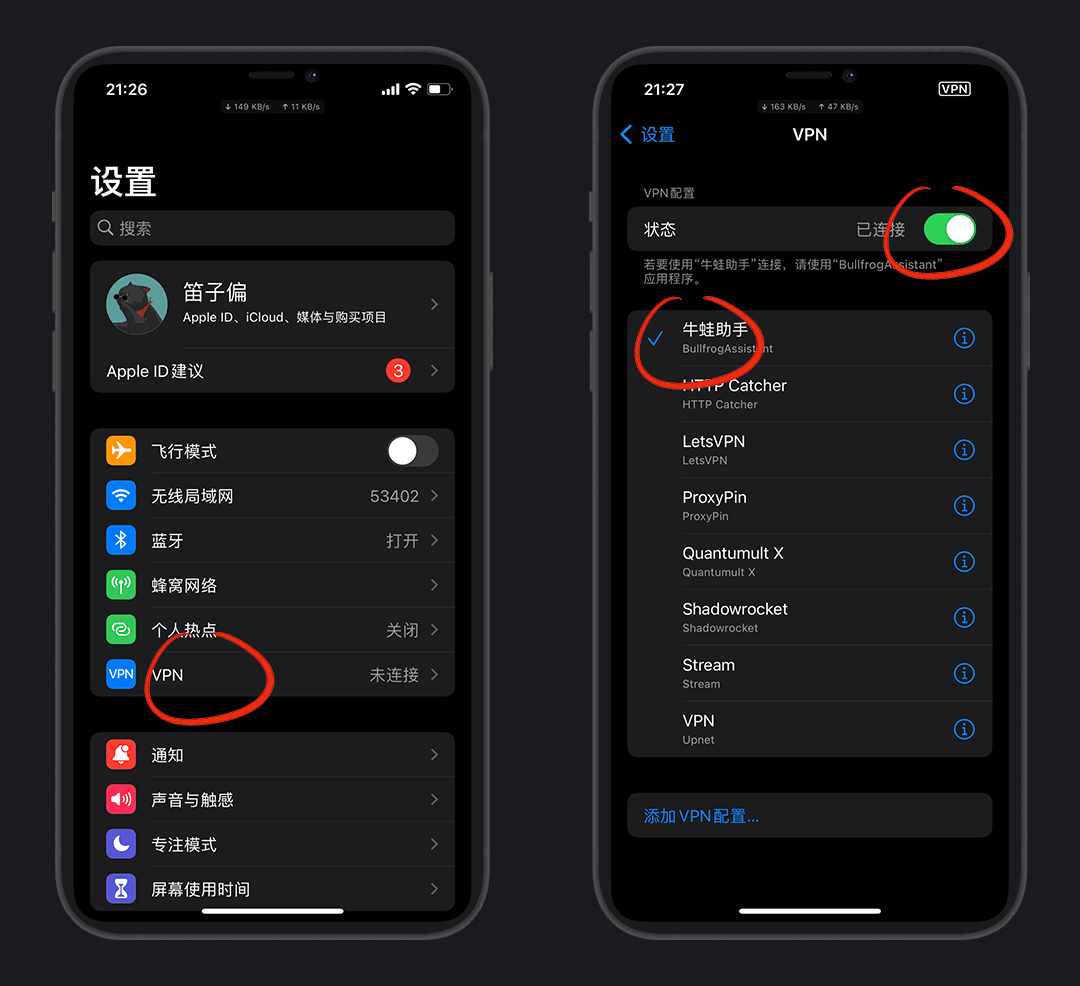 21:26
↓ 149 KB/s ↑ 11 KB/s
设置
搜索
笛子偏
Apple ID、iCloud、媒体与购买项目
Apple ID建议 3
飞行模式
无线局域网 53402
蓝牙 打开
蜂窝网络
个人热点 关闭
VPN VPN 未连接
通知
声音与触感
专注模式
屏幕使用时间
21:27 VPN
↓ 163 KB/s ↑ 47 KB/s
设置 VPN
VPN配置
状态 已连接
若要使用“牛蛙助手”连接，请使用“BullfrogAssistant”
应用程序。
牛蛙助手
BullfrogAssistant
HTTP Catcher
HTTP Catcher
LetsVPN
LetsVPN
ProxyPin
ProxyPin
Quantumult X
Quantumult X
Shadowrocket
Shadowrocket
Stream
Stream
VPN
Upnet
添加VPN配置...